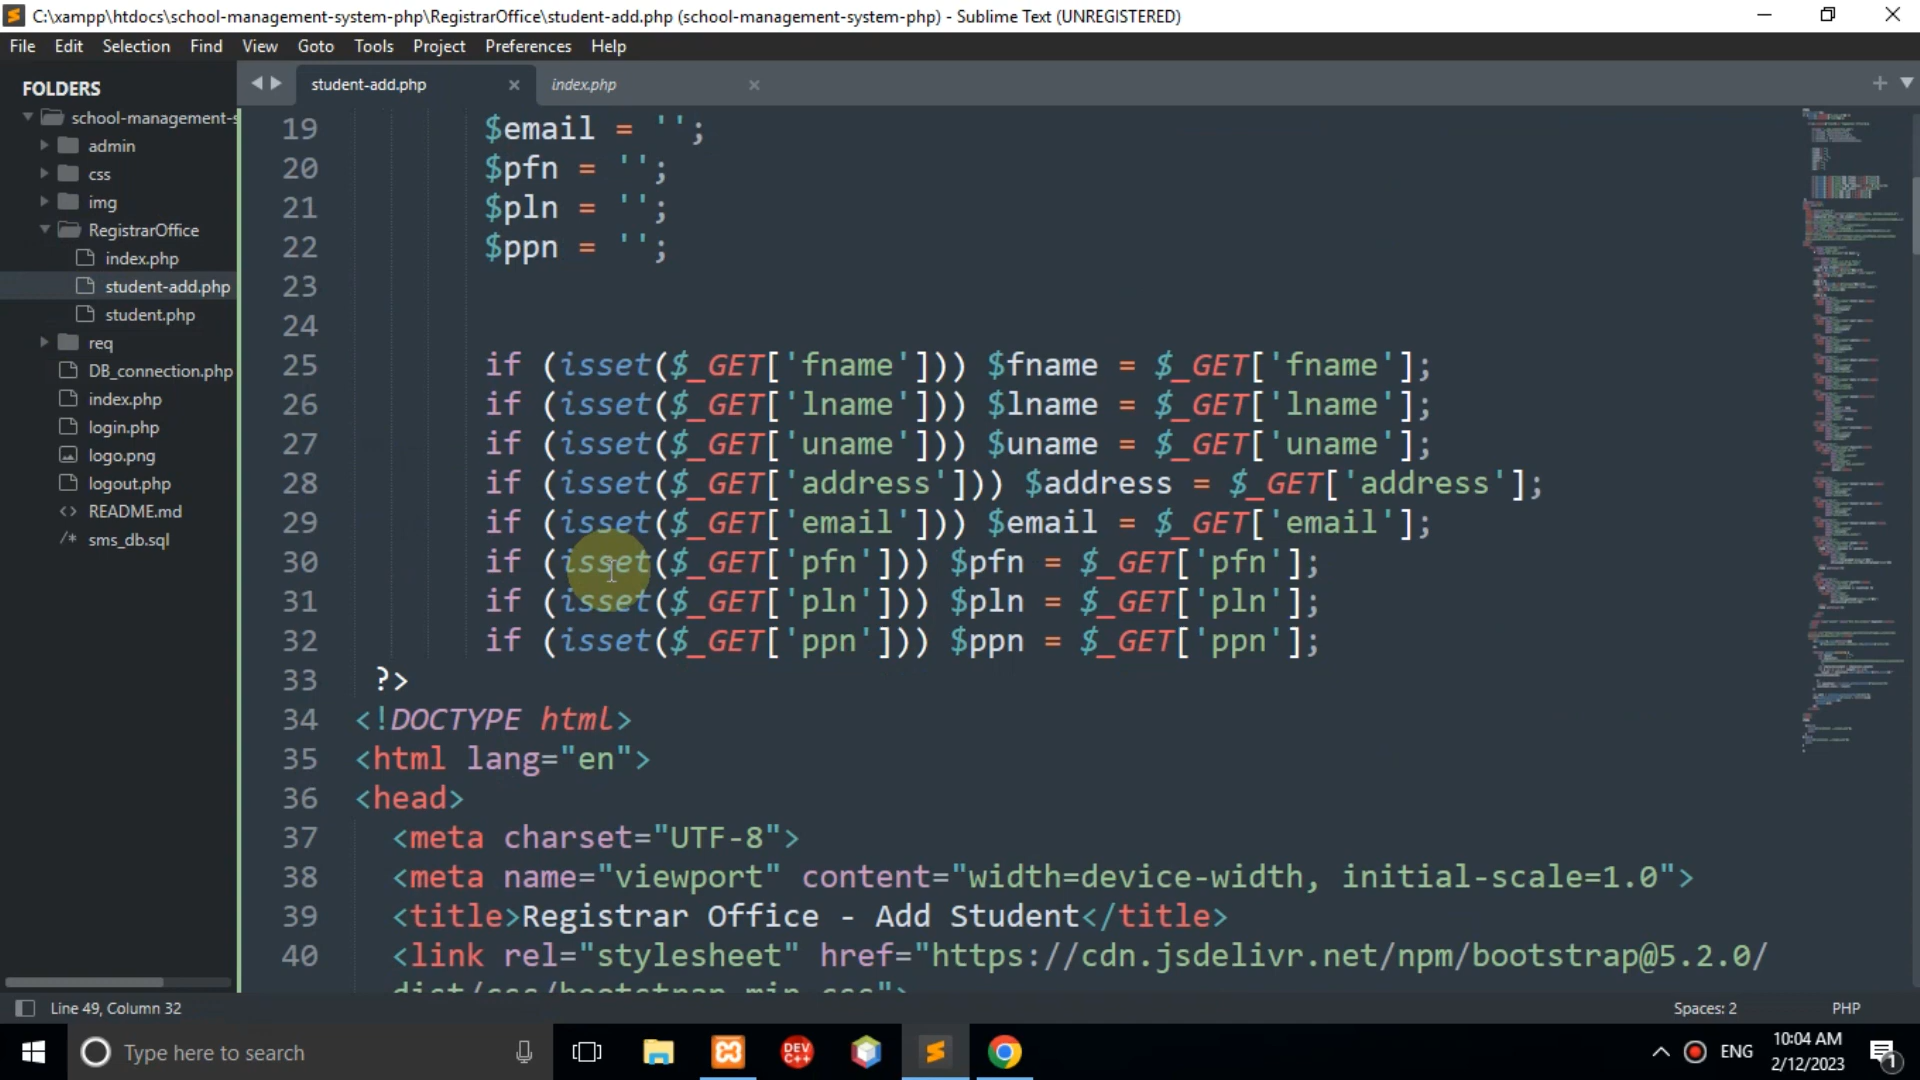 C:\xampp\htdocs\school-management-system-php\RegistrarOffice\student-add.php (school-management-system-php) - Sublime Text (UNREGISTERED)
File Edit Selection Find View Goto Tools Project Preferences Help
FOLDERS
school-management-s
admin
css
img
RegistrarOffice
index.php
student-add.php
student.php
req
DB_connection.php
index.php
login.php
logo.png
logout.php
<> README.md
/* sms_db.sql
student-add.php index.php
19 $email = '';
20 $pfn = '';
21 $pln = '';
22 $ppn = '';
23
24
25 if (isset($_GET['fname'])) $fname = $_GET['fname'];
26 if (isset($_GET['lname'])) $lname = $_GET['lname'];
27 if (isset($_GET['uname'])) $uname = $_GET['uname'];
28 if (isset($_GET['address'])) $address = $_GET['address'];
29 if (isset($_GET['email'])) $email = $_GET['email'];
30 if (isset($_GET['pfn'])) $pfn = $_GET['pfn'];
31 if (isset($_GET['pln'])) $pln = $_GET['pln'];
32 if (isset($_GET['ppn'])) $ppn = $_GET['ppn'];
33 ?>
34 <!DOCTYPE html>
35 <html lang="en">
36 <head>
37 <meta charset="UTF-8">
38 <meta name="viewport" content="width=device-width, initial-scale=1.0">
39 <title>Registrar Office - Add Student</title>
40 <link rel="stylesheet" href="https://cdn.jsdelivr.net/npm/bootstrap@5.2.0/
dist/css/bootstrap.min.css">
Line 49, Column 32 Spaces: 2 PHP
Type here to search
DEV
C++
ENG
10:04 AM
2/12/2023
1